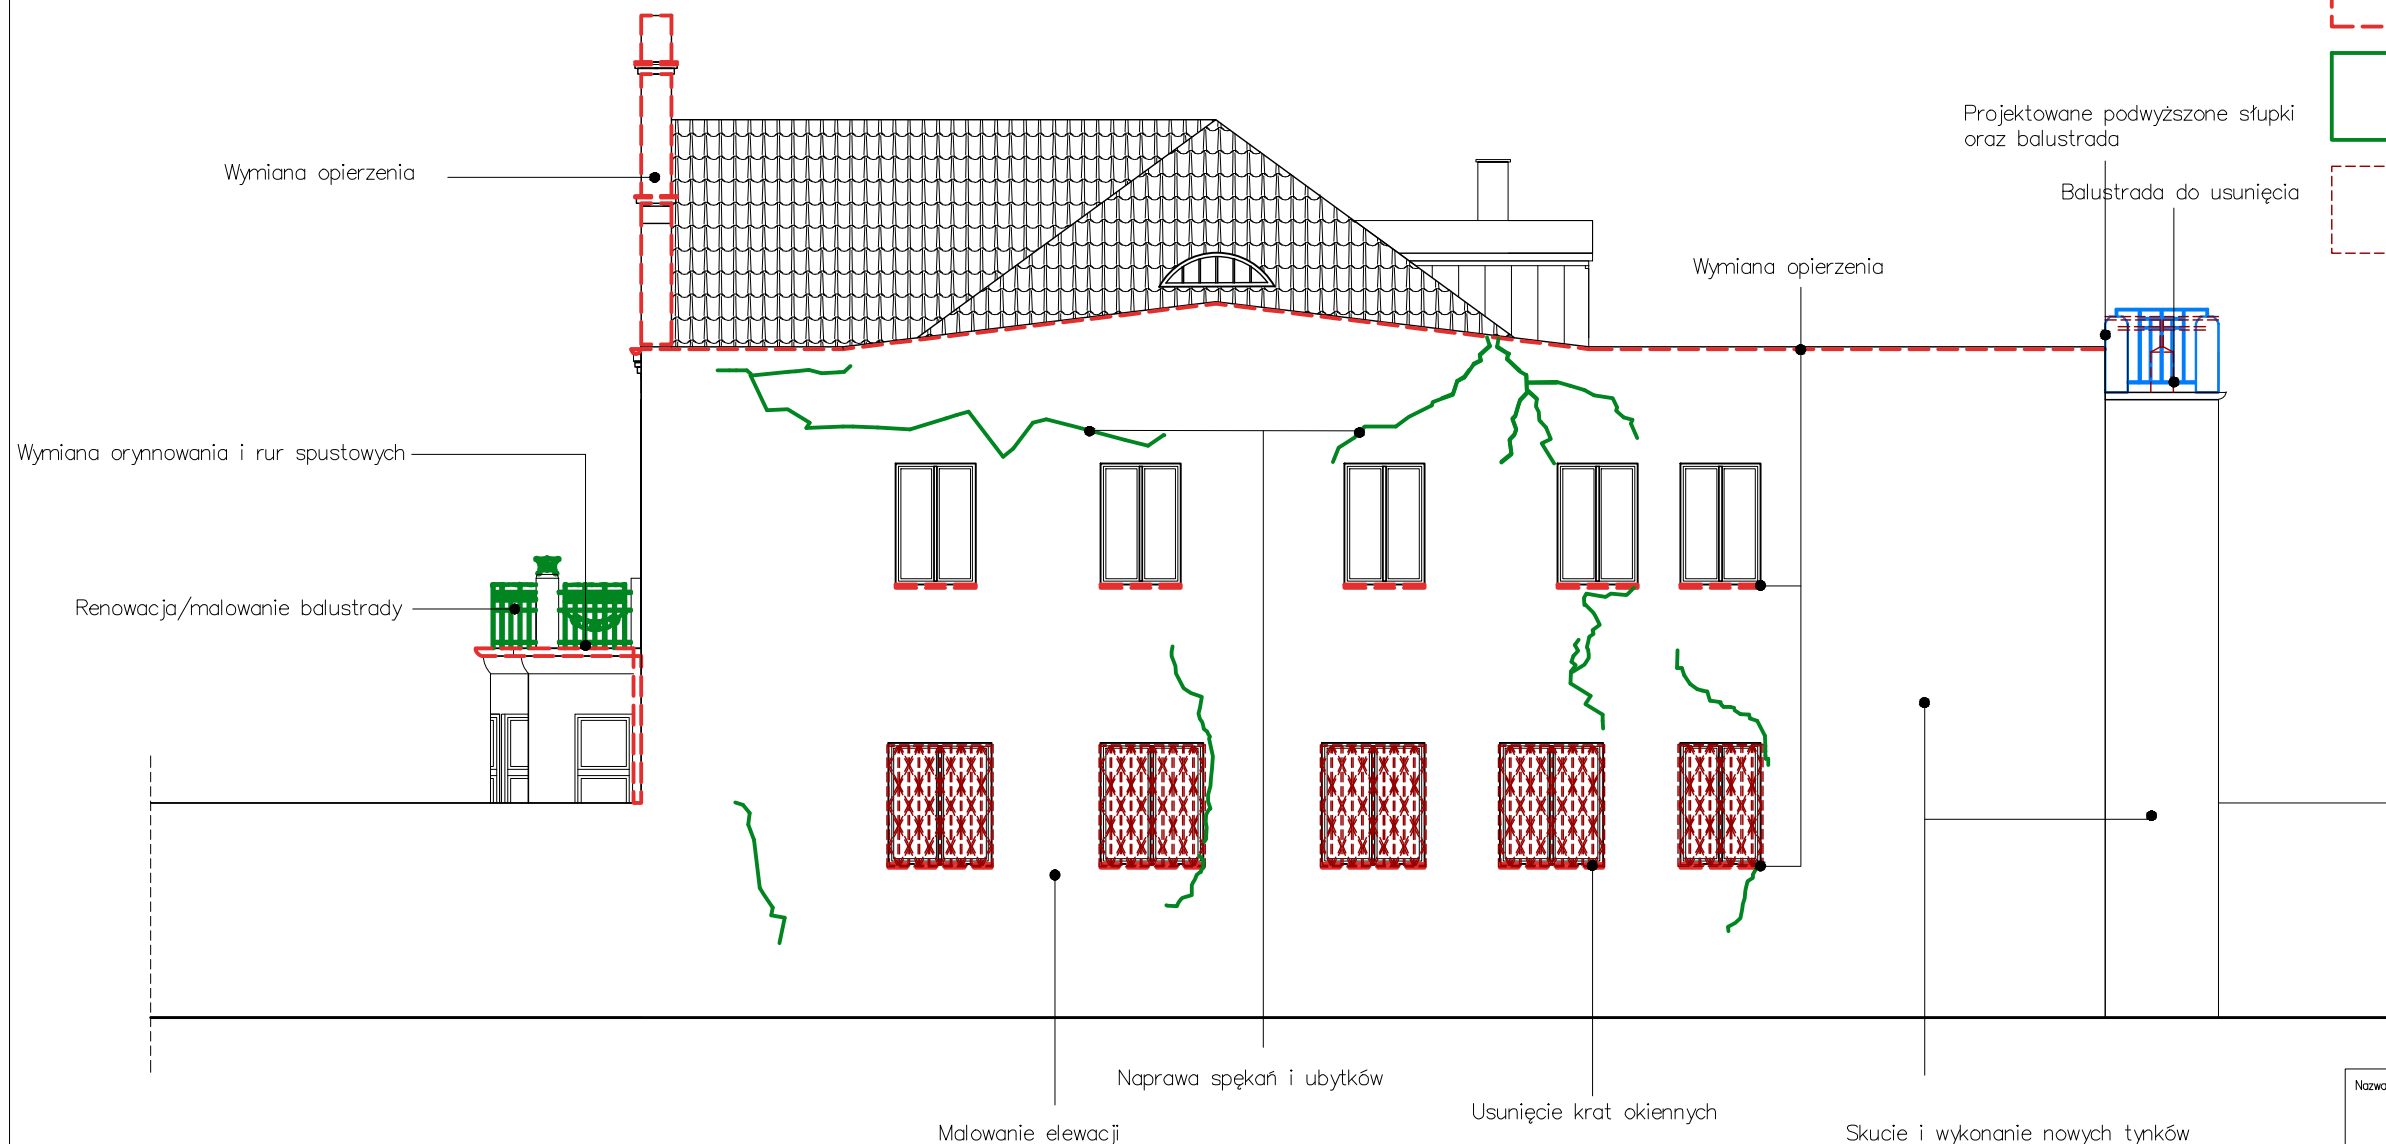 Projektowane podwyższone słupki
oraz balustrada
Wymiana opierzenia
Balustrada do usunięcia
Wymiana opierzenia
Wymiana orynnowania i rur spustowych
Renowacja/malowanie balustrady
Naprawa spękań i ubytków
Nazwa
Usunięcie krat okiennych
Malowanie elewacji
Skucie i wykonanie nowych tynków